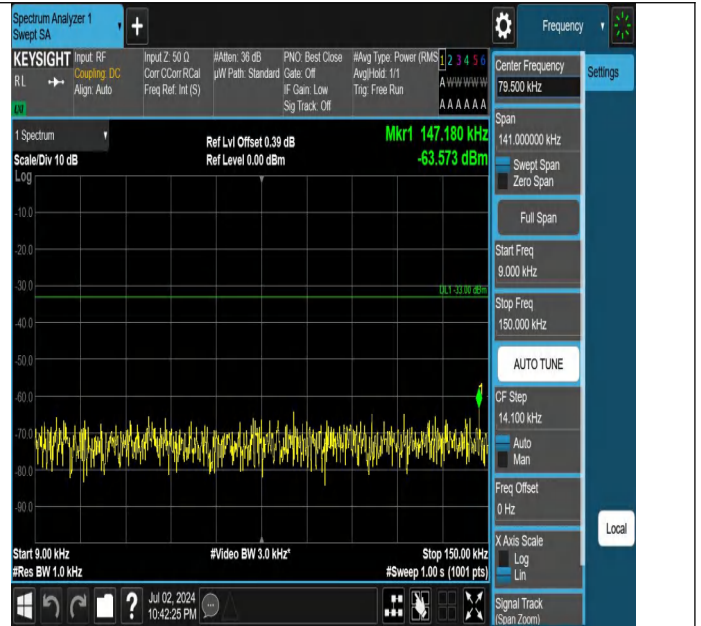 Spectrum Analyzer 1
Swept SA
Frequency
KEYSIGHT
RL
LXI
Input: RF
Coupling: DC
Align: Auto
Input Z: 50 Ω
Corr CCorr RCal
Freq Ref: Int (S)
#Atten: 36 dB
µW Path: Standard
PNO: Best Close
Gate: Off
IF Gain: Low
Sig Track: Off
#Avg Type: Power (RMS
Avg|Hold: 1/1
Trig: Free Run
1 2 3 4 5 6
A W W W W W
A A A A A A
1 Spectrum
Scale/Div 10 dB
Log
Ref Lvl Offset 0.39 dB
Ref Level 0.00 dBm
Mkr1 147.180 kHz
-63.573 dBm
-10.0
-20.0
-30.0
DL1 -33.00 dBm
-40.0
-50.0
-60.0
1
-70.0
-80.0
-90.0
Start 9.00 kHz
#Video BW 3.0 kHz*
Stop 150.00 kHz
#Res BW 1.0 kHz
#Sweep 1.00 s (1001 pts)
Jul 02, 2024
10:42:25 PM
Center Frequency
79.500 kHz
Settings
Span
141.000000 kHz
Swept Span
Zero Span
Full Span
Start Freq
9.000 kHz
Stop Freq
150.000 kHz
AUTO TUNE
CF Step
14.100 kHz
Auto
Man
Freq Offset
0 Hz
X Axis Scale
Log
Lin
Local
Signal Track
(Span Zoom)